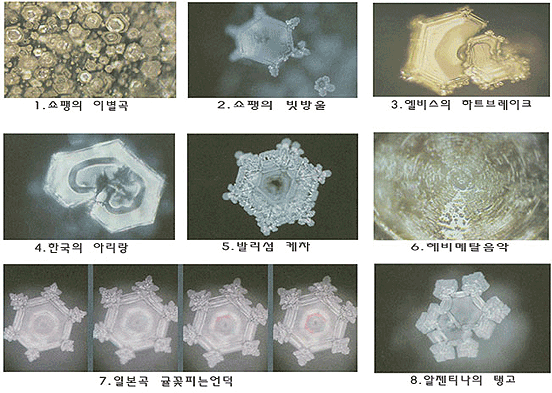 1.쇼팽의 이별곡
2.쇼팽의 빗방울
3.엘비스의 하트브레이크
4.한국의 아리랑
5.발리섬 케챠
6.헤비메탈음악
7.일본곡 귤꽃피는언덕
8.알젠티나의 탱고